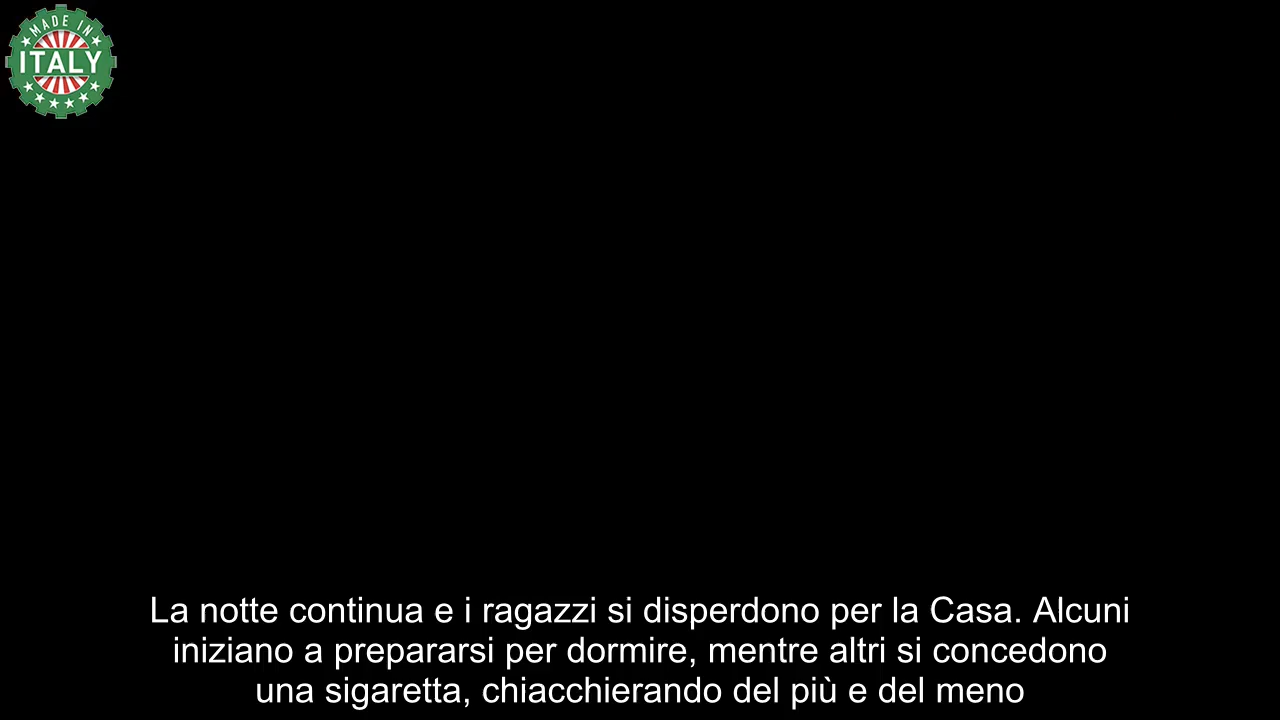 MADE IN
ITALY
La notte continua e i ragazzi si disperdono per la Casa. Alcuni
iniziano a prepararsi per dormire, mentre altri si concedono
una sigaretta, chiacchierando del più e del meno